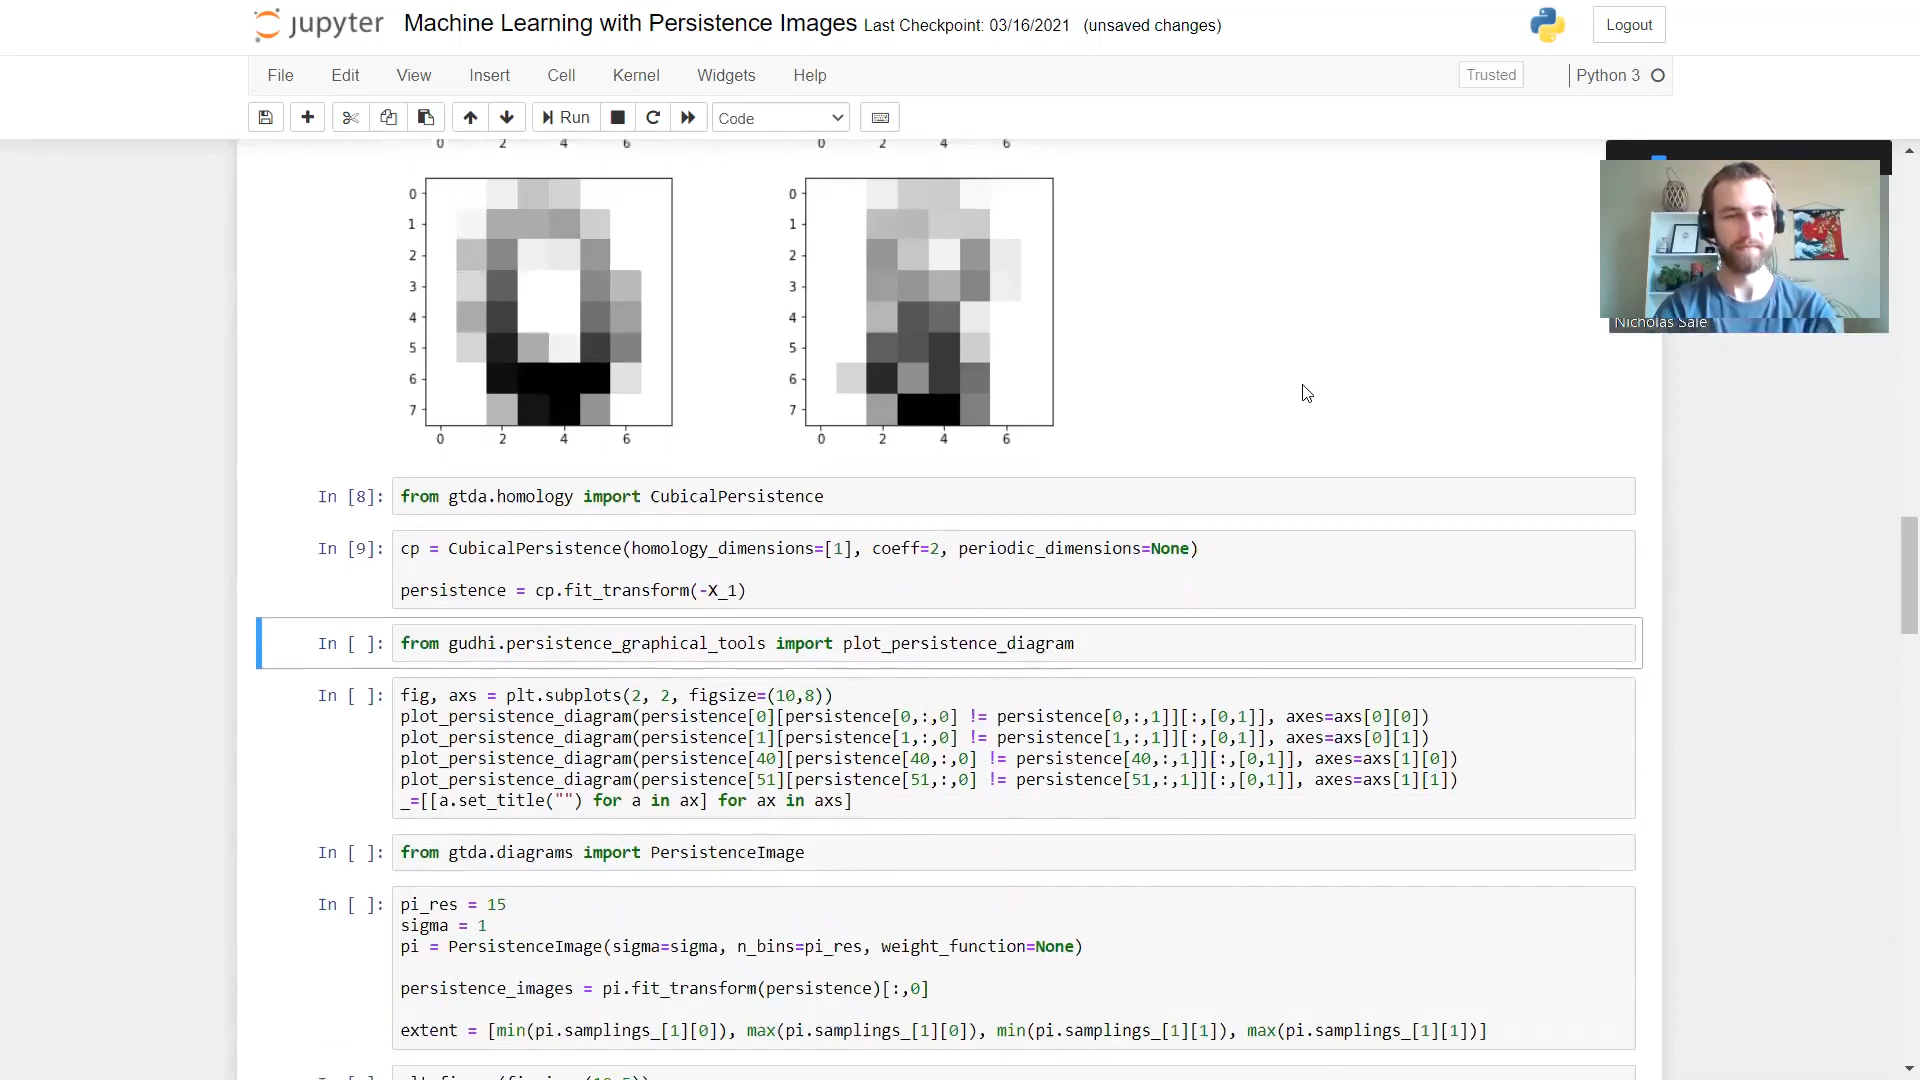 jupyter Machine Learning with Persistence Images Last Checkpoint: 03/16/2021 (unsaved changes) Logout
File Edit View Insert Cell Kernel Widgets Help Trusted Python 3
Run Code
0 2 4 6 0 2 4 6
0 0
1 1
2 2
3 3
4 4
5 5
6 6
7 7
0 2 4 6 0 2 4 6
Nicholas Sale
In [8]: from gtda.homology import CubicalPersistence
In [9]: cp = CubicalPersistence(homology_dimensions=[1], coeff=2, periodic_dimensions=None)
persistence = cp.fit_transform(-X_1)
In [ ]: from gudhi.persistence_graphical_tools import plot_persistence_diagram
In [ ]: fig, axs = plt.subplots(2, 2, figsize=(10,8))
plot_persistence_diagram(persistence[0][persistence[0,:,0] != persistence[0,:,1]][:,[0,1]], axes=axs[0][0])
plot_persistence_diagram(persistence[1][persistence[1,:,0] != persistence[1,:,1]][:,[0,1]], axes=axs[0][1])
plot_persistence_diagram(persistence[40][persistence[40,:,0] != persistence[40,:,1]][:,[0,1]], axes=axs[1][0])
plot_persistence_diagram(persistence[51][persistence[51,:,0] != persistence[51,:,1]][:,[0,1]], axes=axs[1][1])
_=[[a.set_title("") for a in ax] for ax in axs]
In [ ]: from gtda.diagrams import PersistenceImage
In [ ]: pi_res = 15
sigma = 1
pi = PersistenceImage(sigma=sigma, n_bins=pi_res, weight_function=None)
persistence_images = pi.fit_transform(persistence)[:,0]
extent = [min(pi.samplings_[1][0]), max(pi.samplings_[1][0]), min(pi.samplings_[1][1]), max(pi.samplings_[1][1])]